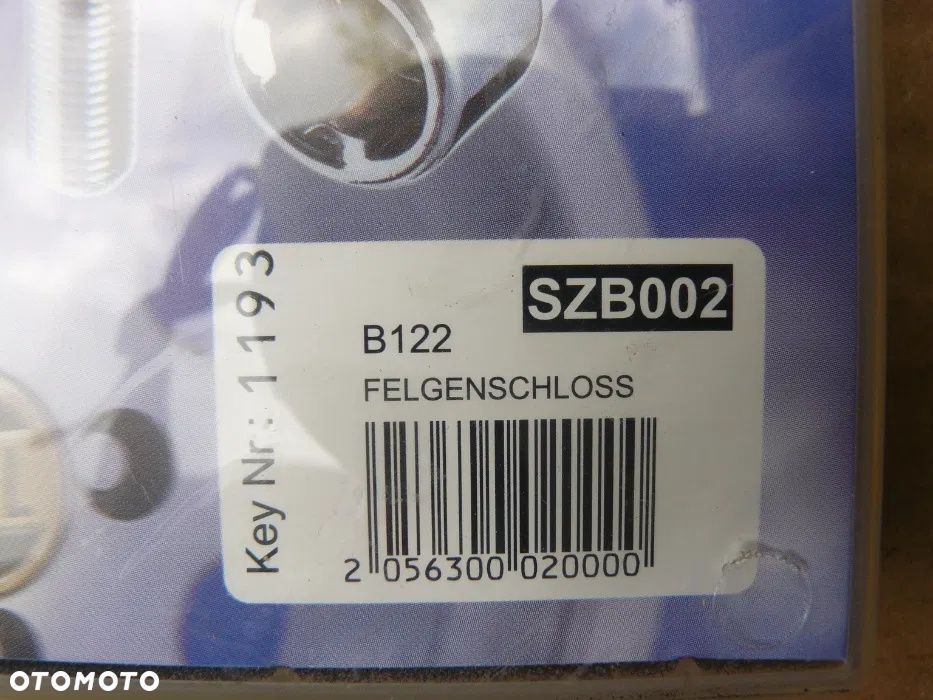 Key Nr.: 1193
SZB002
B122
FELGENSCHLOSS
2 056300 020000
OTOMOTO